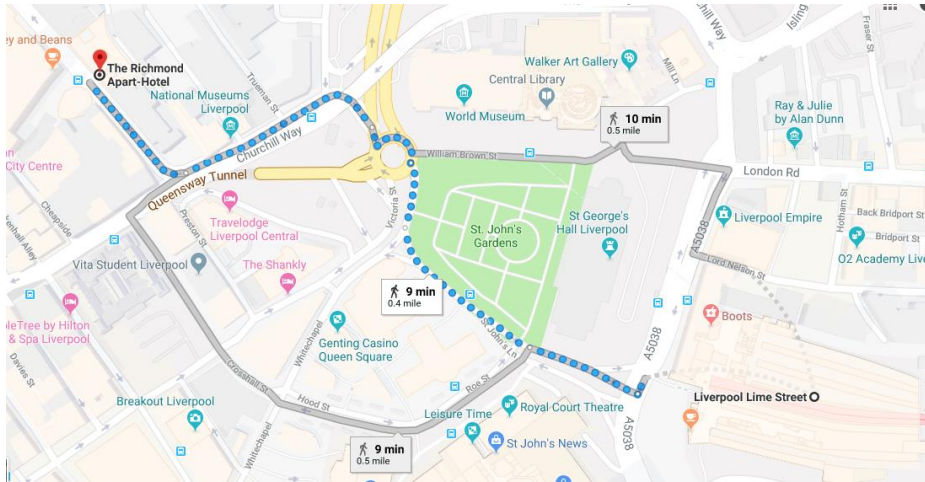 ey and Beans
The Richmond
Apart-Hotel
National Museums
Liverpool
Trueman St
Churchill Way
Queensway Tunnel
City Centre
Cheapside
enhall Alley
Preston St
Travelodge
Liverpool Central
Vita Student Liverpool
The Shankly
Victoria St
bleTree by Hilton
& Spa Liverpool
Davies St
Genting Casino
Queen Square
Whitechapel
Crosshall St
Hood St
Roe St
Breakout Liverpool
Whitechapel
9 min
0.5 mile
9 min
0.4 mile
10 min
0.5 mile
Walker Art Gallery
Central Library
World Museum
William Brown St
St. John's
Gardens
St George's
Hall Liverpool
St John's Ln
Leisure Time
Royal Court Theatre
St John's News
urchill Way
Isling
Mill Ln
Fraser St
Ray & Julie
by Alan Dunn
London Rd
Liverpool Empire
Hotham St
Back Bridport St
Bridport St
O2 Academy Live
A5038
Lord Nelson St
Boots
A5038
Liverpool Lime Street
A5038